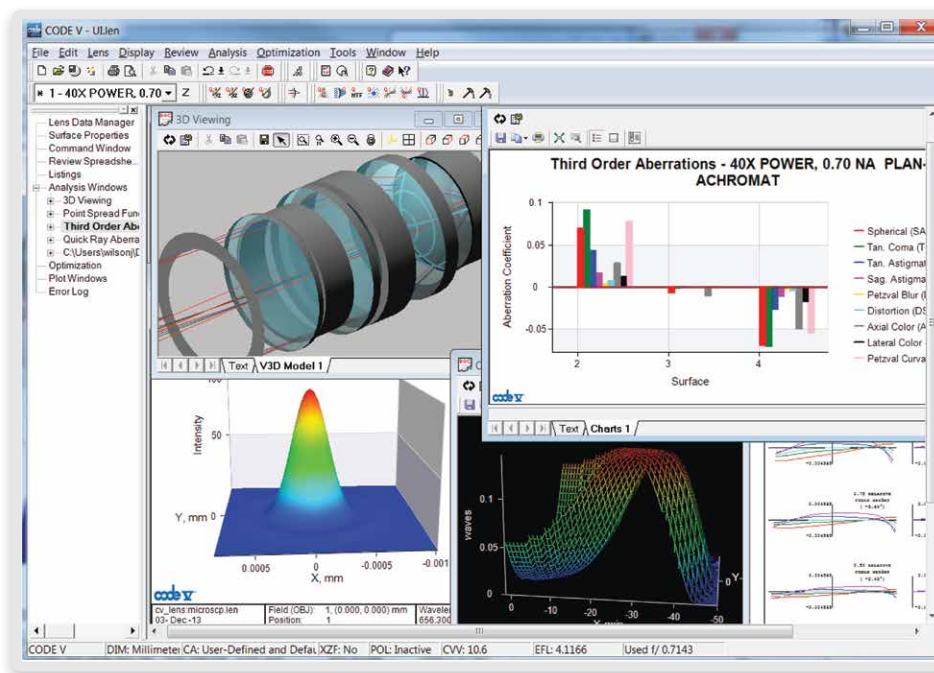 CODE V - UI.len
File Edit Lens Display Review Analysis Optimization Tools Window Help
1 - 40X POWER, 0.70
Lens Data Manager
Surface Properties
Command Window
Review Spreadshe...
Listings
Analysis Windows
3D Viewing
Point Spread Fun
Third Order Abe
Quick Ray Aberra
C:\Users\wilsonj\D
Optimization
Plot Windows
Error Log
3D Viewing
Text V3D Model 1
Third Order Aberrations - 40X POWER, 0.70 NA PLAN-
ACHROMAT
Aberration Coefficient
0.1
0.05
0
-0.05
2 3 4
Surface
Spherical (SA
Tan. Coma (T
Tan. Astigmat
Sag. Astigma
Petzval Blur (
Distortion (DS
Axial Color (A
Lateral Color
Petzval Curva
code V
Text Charts 1
Intensity
50
Y, mm 0
0.0005 0 -0.0005 -0.001
X, mm
code V
cv_lens:microscp.len
03- Dec -13
Field (OBJ): 1, (0.000, 0.000) mm
Position: 1
Wavele
656.300
waves
0.1
0.05
0
0 -10 -20 -30 -40 -50
0 Y-
CODE V DIM: Millimeter CA: User-Defined and Defau XZF: No POL: Inactive CVV: 10.6 EFL: 4.1166 Used f/ 0.7143